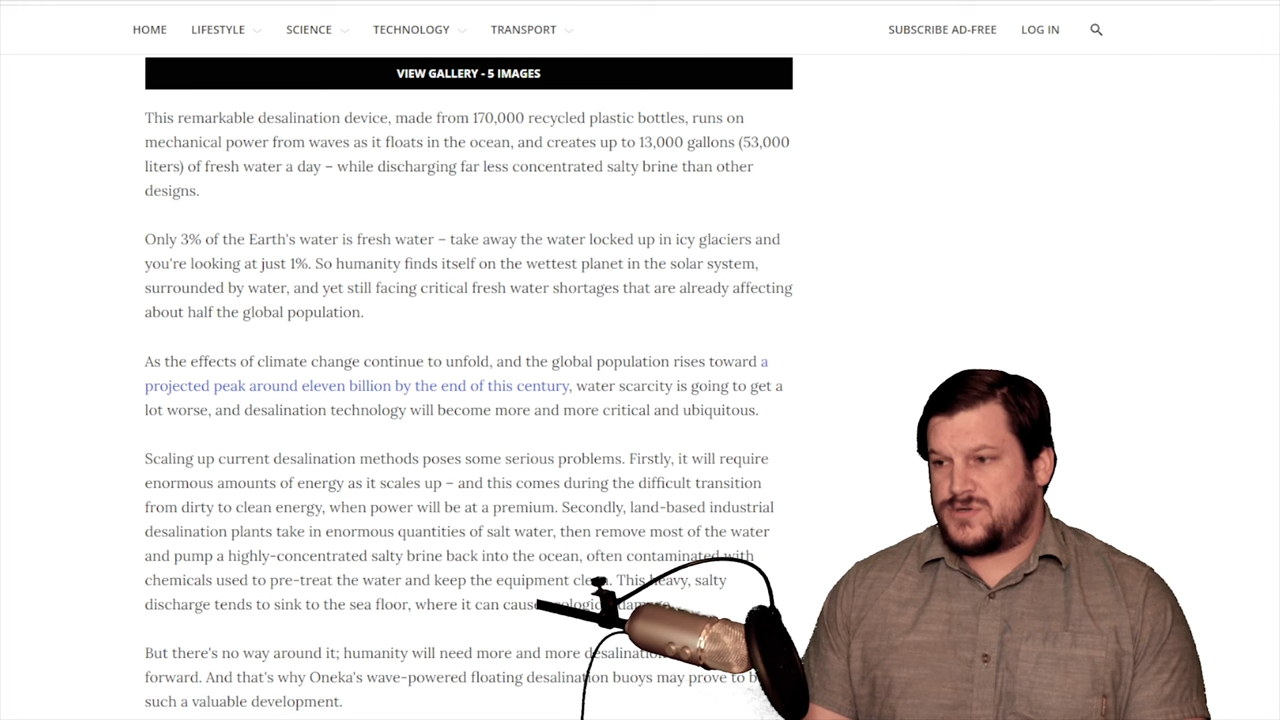 HOME LIFESTYLE SCIENCE TECHNOLOGY TRANSPORT SUBSCRIBE AD-FREE LOG IN
VIEW GALLERY - 5 IMAGES
This remarkable desalination device, made from 170,000 recycled plastic bottles, runs on
mechanical power from waves as it floats in the ocean, and creates up to 13,000 gallons (53,000
liters) of fresh water a day – while discharging far less concentrated salty brine than other
designs.
Only 3% of the Earth's water is fresh water – take away the water locked up in icy glaciers and
you're looking at just 1%. So humanity finds itself on the wettest planet in the solar system,
surrounded by water, and yet still facing critical fresh water shortages that are already affecting
about half the global population.
As the effects of climate change continue to unfold, and the global population rises toward a
projected peak around eleven billion by the end of this century, water scarcity is going to get a
lot worse, and desalination technology will become more and more critical and ubiquitous.
Scaling up current desalination methods poses some serious problems. Firstly, it will require
enormous amounts of energy as it scales up – and this comes during the difficult transition
from dirty to clean energy, when power will be at a premium. Secondly, land-based industrial
desalination plants take in enormous quantities of salt water, then remove most of the water
and pump a highly-concentrated salty brine back into the ocean, often contaminated with
chemicals used to pre-treat the water and keep the equipment This heavy, salty
discharge tends to sink to the sea floor, where it can cause
But there's no way around it; humanity will need more and more
forward. And that's why Oneka's wave-powered floating desalination buoys may prove to
such a valuable development.